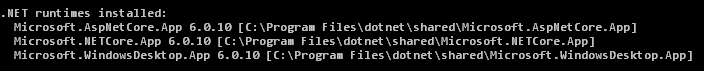 .NET runtimes installed:
  Microsoft.AspNetCore.App 6.0.10 [C:\Program Files\dotnet\shared\Microsoft.AspNetCore.App]
  Microsoft.NETCore.App 6.0.10 [C:\Program Files\dotnet\shared\Microsoft.NETCore.App]
  Microsoft.WindowsDesktop.App 6.0.10 [C:\Program Files\dotnet\shared\Microsoft.WindowsDesktop.App]